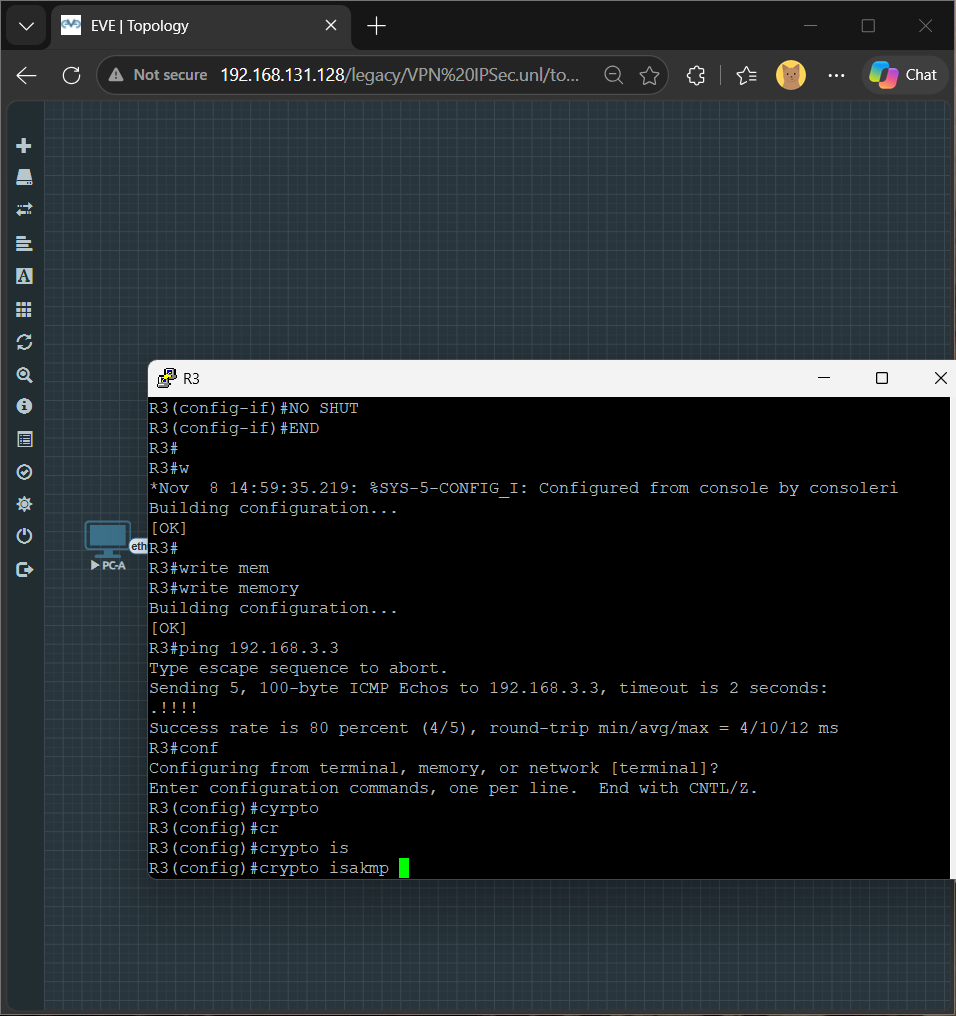 EVE | Topology
Not secure 192.168.131.128/legacy/VPN%20IPSec.unl/to...
Chat
A
R3
R3(config-if)#NO SHUT
R3(config-if)#END
R3#
R3#w
*Nov  8 14:59:35.219: %SYS-5-CONFIG_I: Configured from console by consoleri
Building configuration...
[OK]
R3#
R3#write mem
R3#write memory
Building configuration...
[OK]
R3#ping 192.168.3.3
Type escape sequence to abort.
Sending 5, 100-byte ICMP Echos to 192.168.3.3, timeout is 2 seconds:
.!!!!
Success rate is 80 percent (4/5), round-trip min/avg/max = 4/10/12 ms
R3#conf
Configuring from terminal, memory, or network [terminal]?
Enter configuration commands, one per line.  End with CNTL/Z.
R3(config)#cyrpto
R3(config)#cr
R3(config)#crypto is
R3(config)#crypto isakmp
eth
PC-A